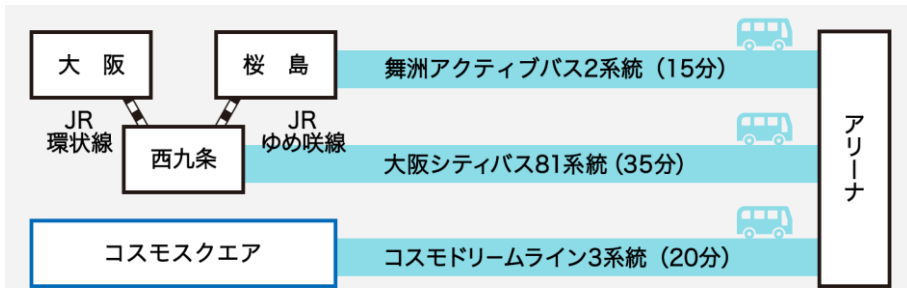 大　阪
桜　島
舞洲アクティブバス2系統（15分）
JR
環状線
JR
ゆめ咲線
西九条
大阪シティバス81系統（35分）
コスモスクエア
コスモドリームライン3系統（20分）
アリーナ